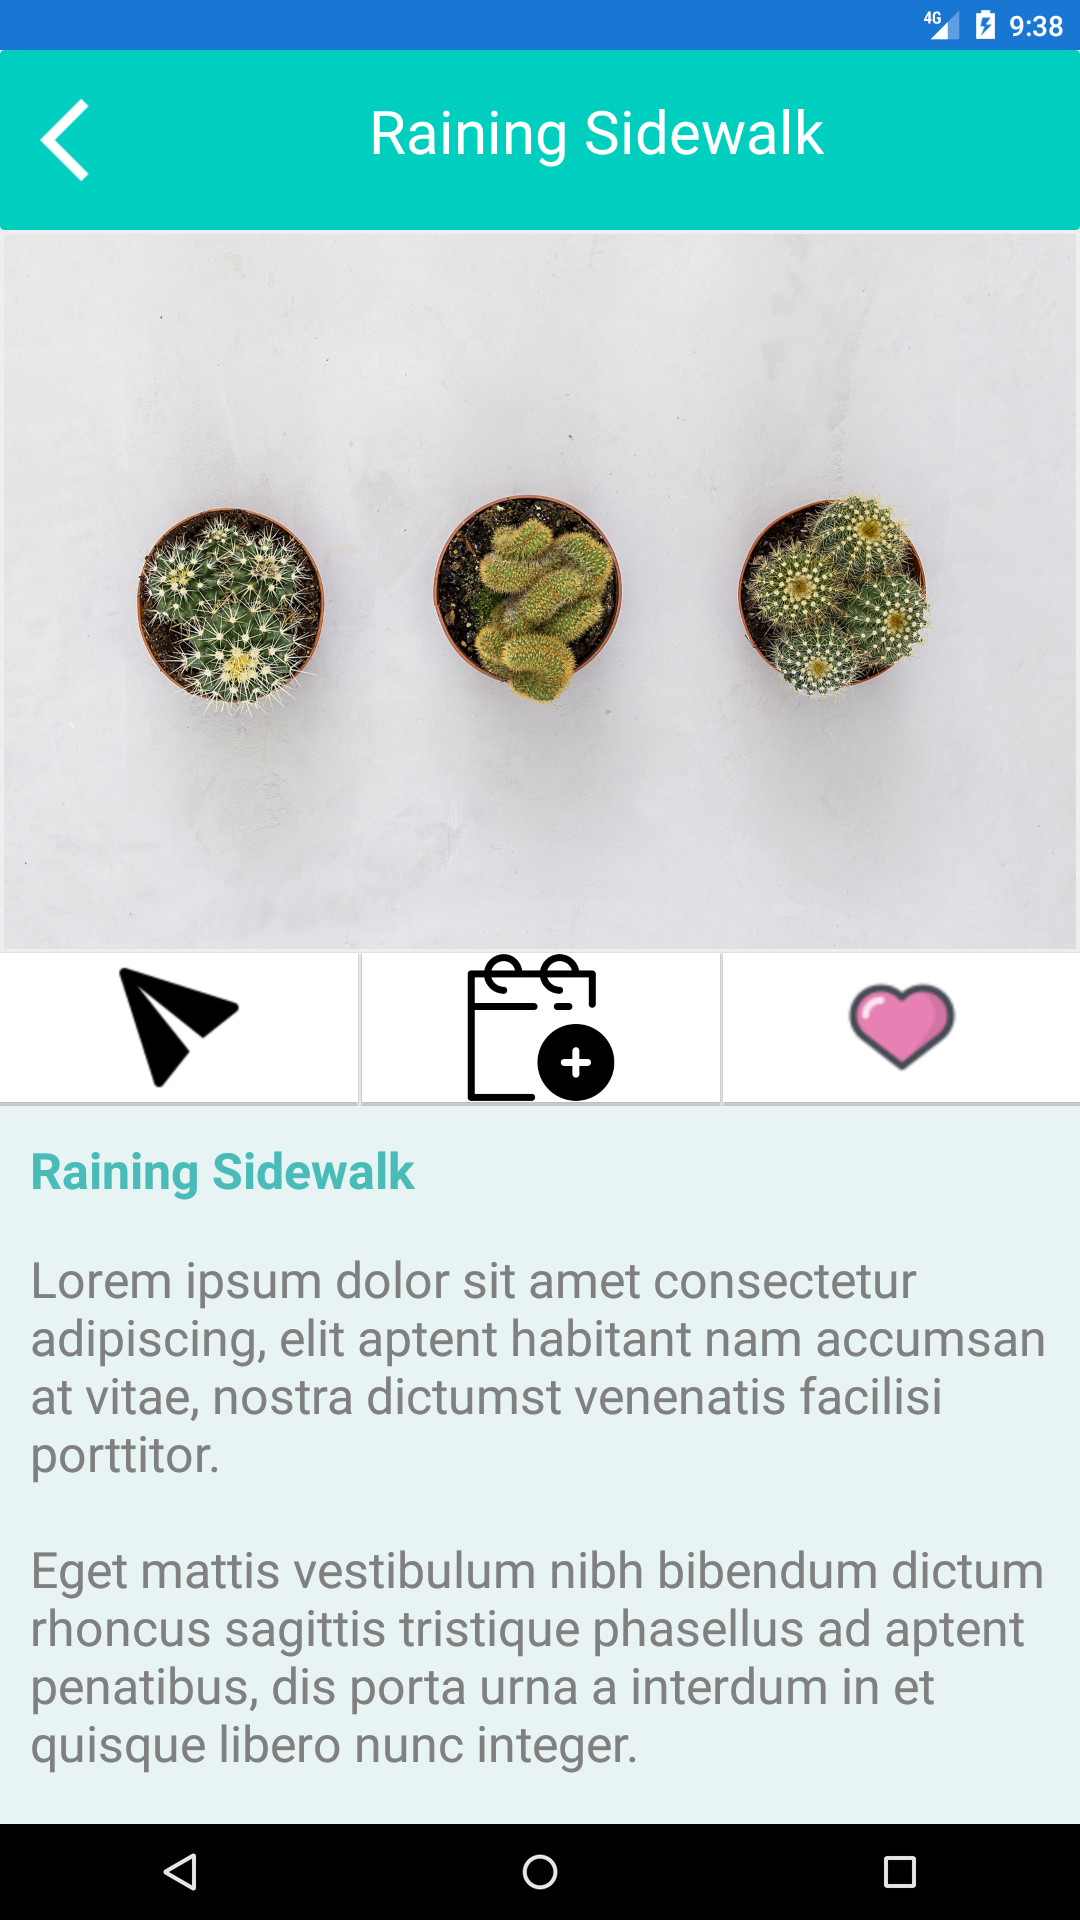 4G 9:38
Raining Sidewalk
Raining Sidewalk
Lorem ipsum dolor sit amet consectetur
adipiscing, elit aptent habitant nam accumsan
at vitae, nostra dictumst venenatis facilisi
porttitor.
Eget mattis vestibulum nibh bibendum dictum
rhoncus sagittis tristique phasellus ad aptent
penatibus, dis porta urna a interdum in et
quisque libero nunc integer.